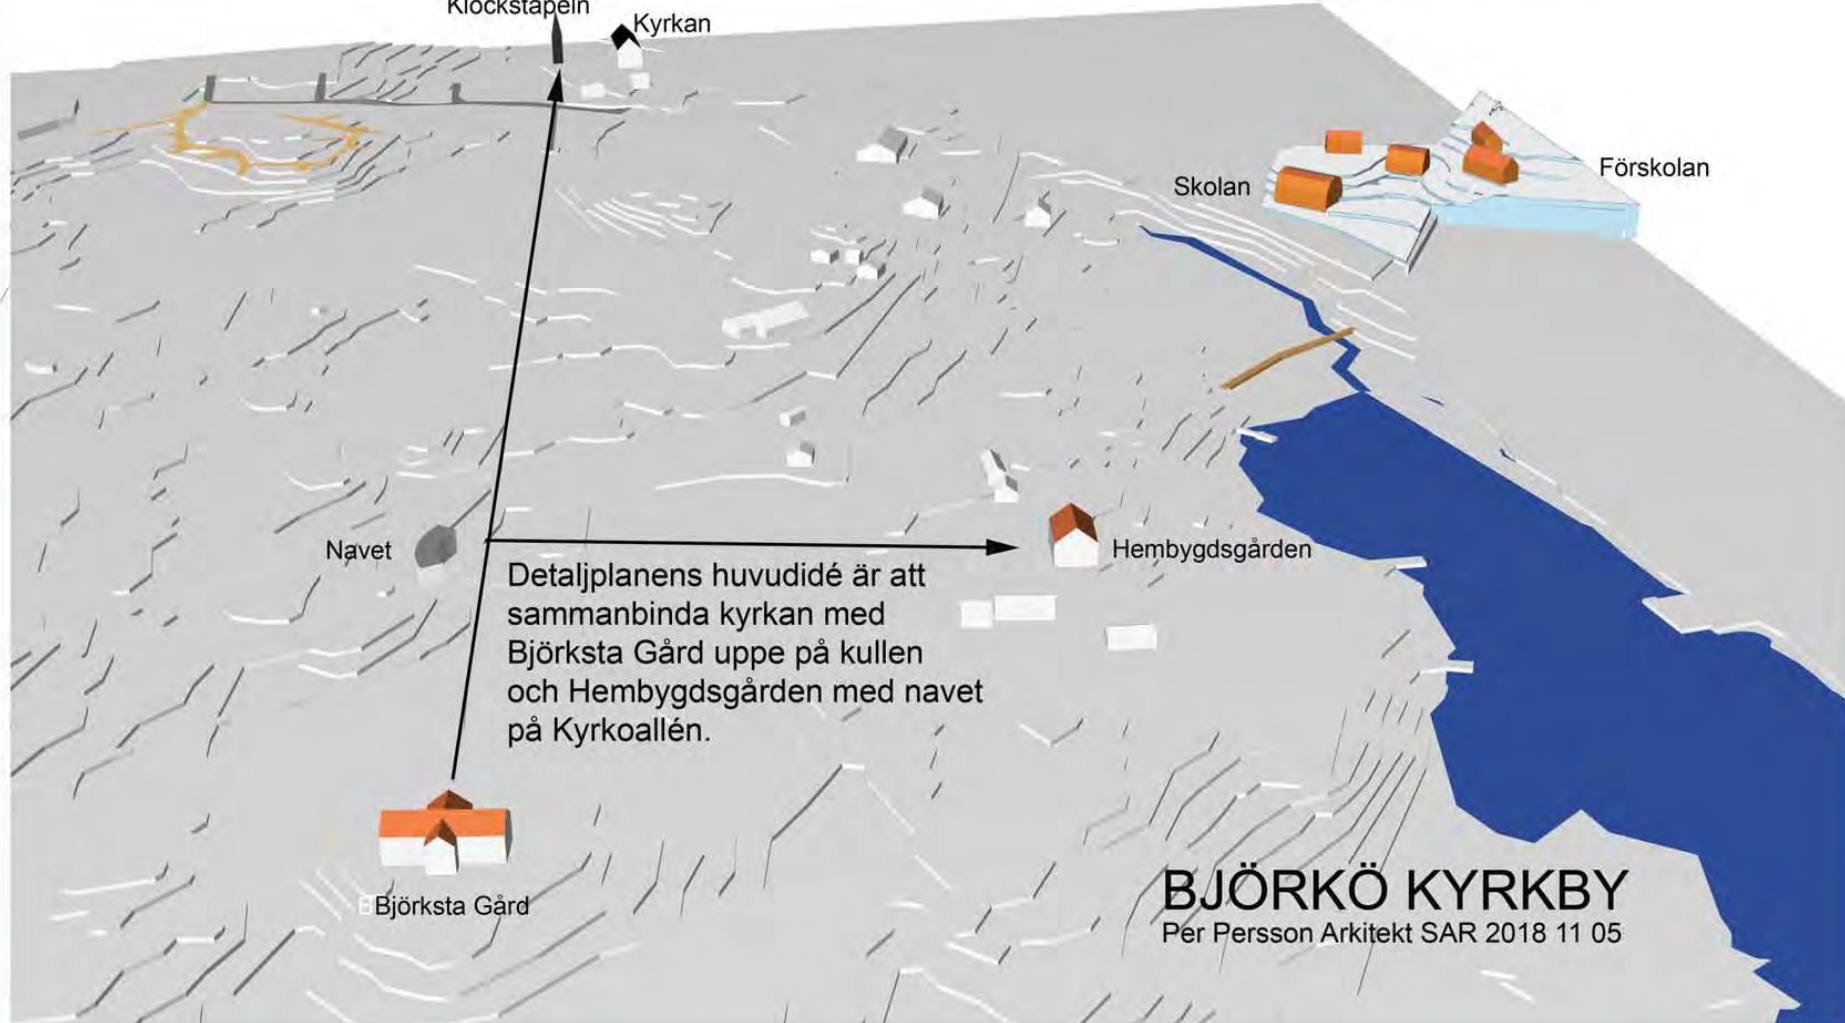 Klockstapeln
Kyrkan
Skolan
Förskolan
Navet
Hembygdsgården
Detaljplanens huvudidé är att
sammanbinda kyrkan med
Björksta Gård uppe på kullen
och Hembygdsgården med navet
på Kyrkoallén.
BBjörksta Gård
BJÖRKÖ KYRKBY
Per Persson Arkitekt SAR 2018 11 05